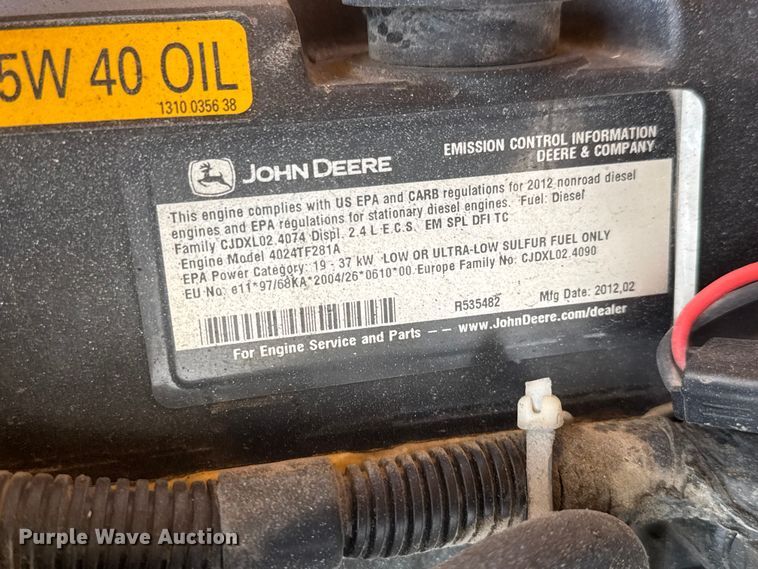 5W 40 OIL
1310 0356 38
JOHN DEERE
EMISSION CONTROL INFORMATION
DEERE & COMPANY
This engine complies with US EPA and CARB regulations for 2012 nonroad diesel
engines and EPA regulations for stationary diesel engines. Fuel: Diesel
Family CJDXL02.4074 Displ. 2.4 L E.C.S. EM SPL DFI TC
Engine Model 4024TF281A
EPA Power Category: 19 - 37 kW LOW OR ULTRA-LOW SULFUR FUEL ONLY
EU No: e11*97/68KA*2004/26*0610*00 Europe Family No: CJDXL02.4090
R535482 Mfg Date: 2012,02
For Engine Service and Parts -- www.JohnDeere.com/dealer
Purple Wave Auction